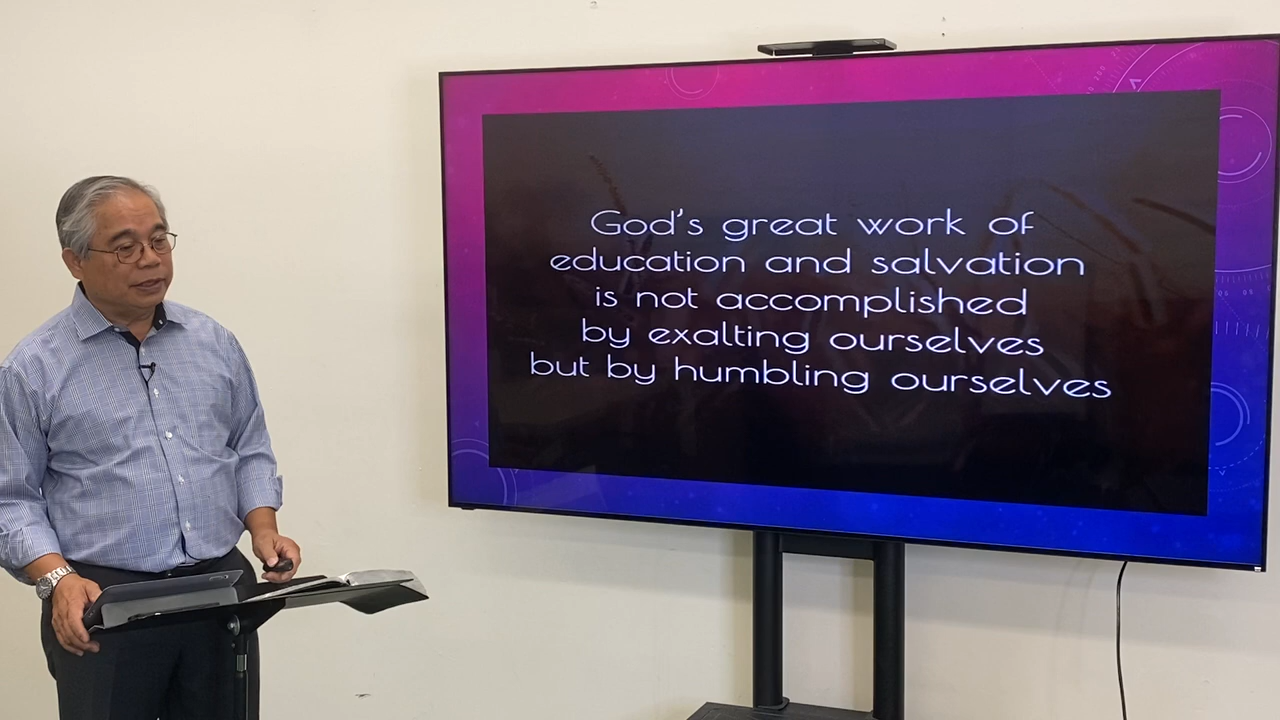 God's great work of
education and salvation
is not accomplished
by exalting ourselves
but by humbling ourselves